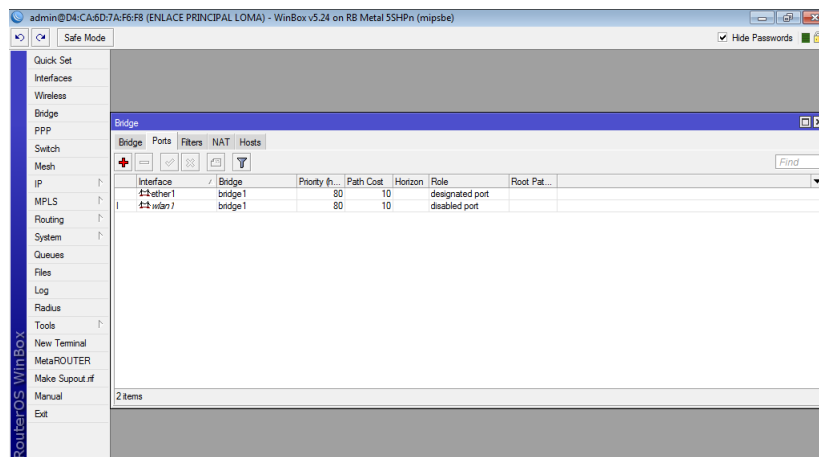 admin@D4:CA:6D:7A:F6:F8 (ENLACE PRINCIPAL LOMA) - WinBox v5.24 on RB Metal 5SHPn (mipsbe)
Safe Mode
Hide Passwords
Quick Set
Interfaces
Wireless
Bridge
PPP
Switch
Mesh
IP
MPLS
Routing
System
Queues
Files
Log
Radius
Tools
New Terminal
MetaROUTER
Make Supout.rif
Manual
Exit
RouterOS WinBox
Bridge
Bridge Ports Filters NAT Hosts
Find
Interface Bridge Priority (h... Path Cost Horizon Role Root Pat...
ether1 bridge1 80 10 designated port
I wlan1 bridge1 80 10 disabled port
2 items